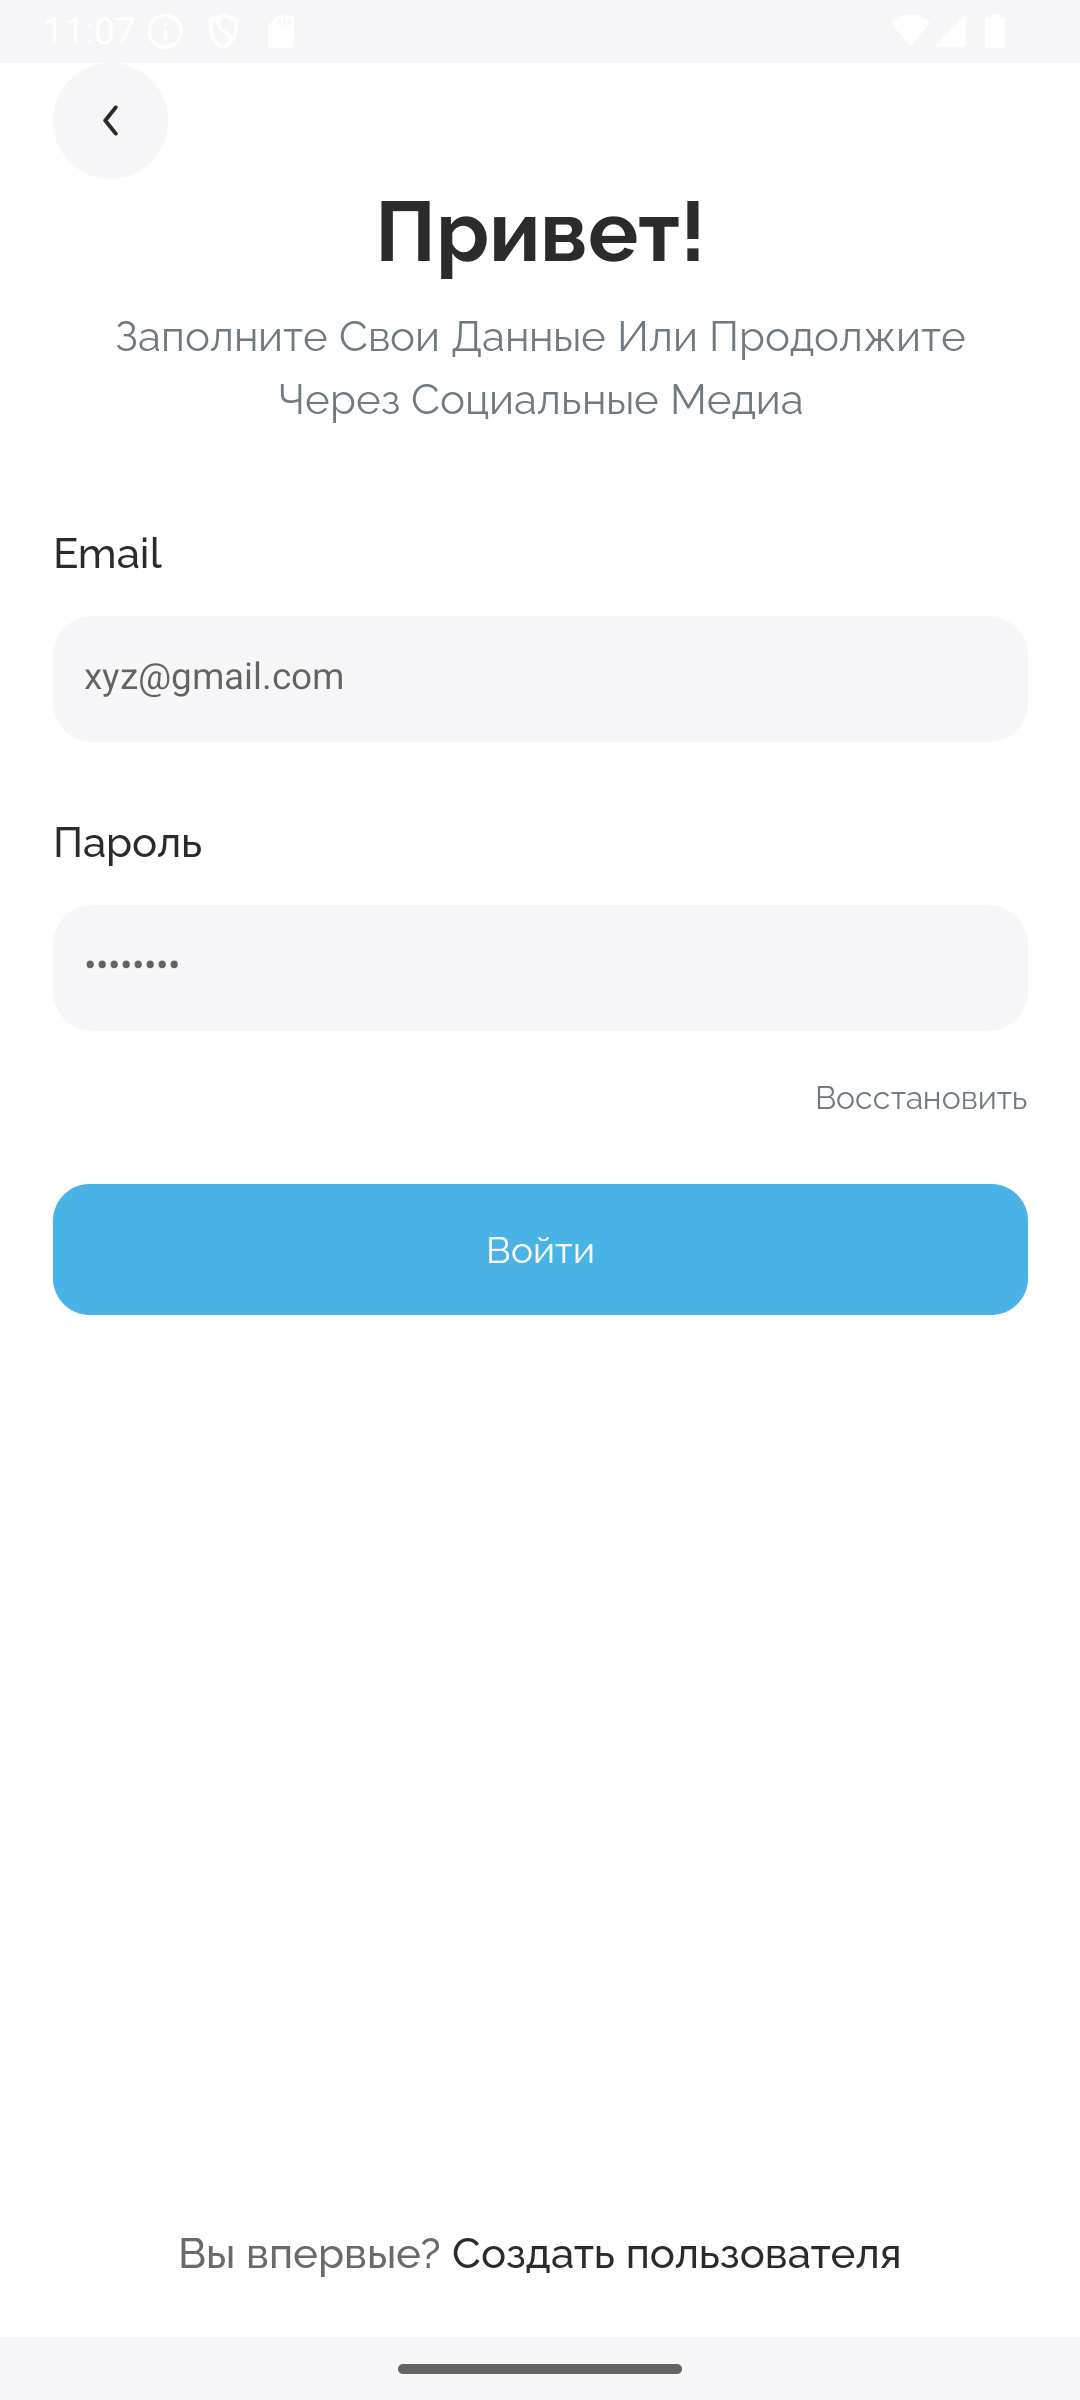 11:07
Привет!
Заполните Свои Данные Или Продолжите
Через Социальные Медиа
Email
xyz@gmail.com
Пароль
••••••••
Восстановить
Войти
Вы впервые? Создать пользователя